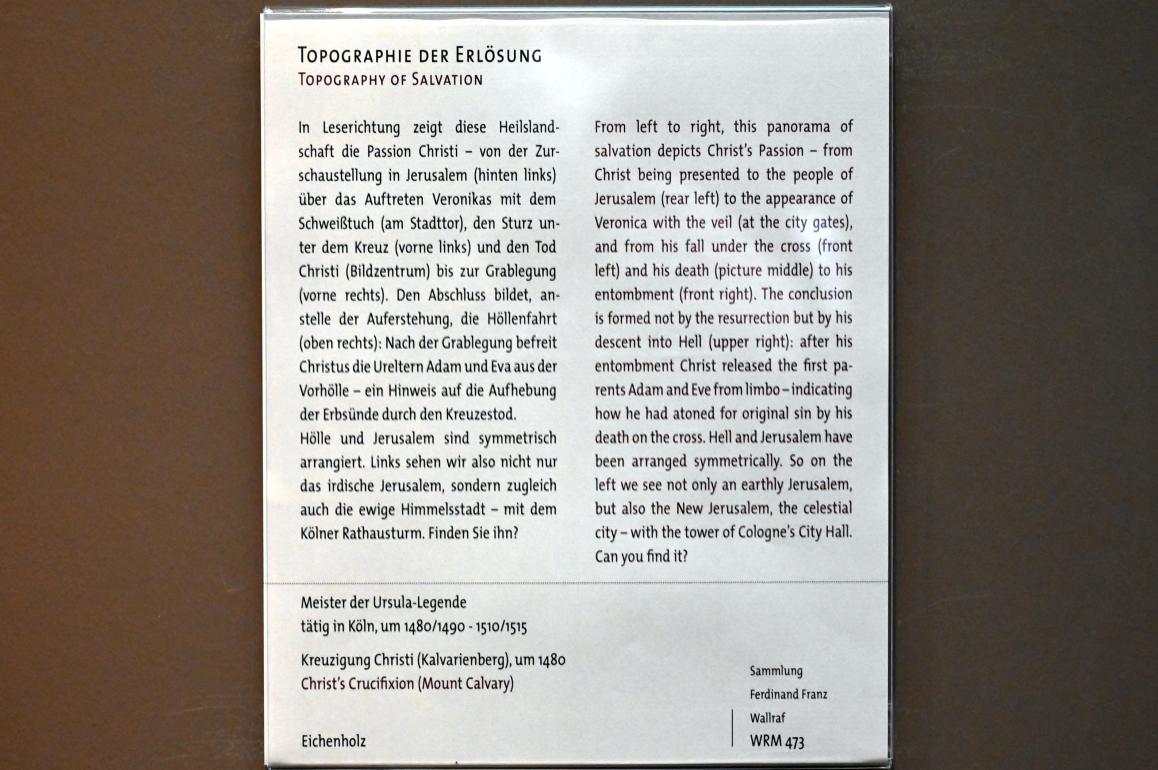 TOPOGRAPHIE DER ERLÖSUNG
TOPOGRAPHY OF SALVATION
In Leserichtung zeigt diese Heilsland-
schaft die Passion Christi – von der Zur-
schaustellung in Jerusalem (hinten links)
über das Auftreten Veronikas mit dem
Schweißtuch (am Stadttor), den Sturz un-
ter dem Kreuz (vorne links) und den Tod
Christi (Bildzentrum) bis zur Grablegung
(vorne rechts). Den Abschluss bildet, an-
stelle der Auferstehung, die Höllenfahrt
(oben rechts): Nach der Grablegung befreit
Christus die Ureltern Adam und Eva aus der
Vorhölle – ein Hinweis auf die Aufhebung
der Erbsünde durch den Kreuzestod.
Hölle und Jerusalem sind symmetrisch
arrangiert. Links sehen wir also nicht nur
das irdische Jerusalem, sondern zugleich
auch die ewige Himmelsstadt – mit dem
Kölner Rathausturm. Finden Sie ihn?
From left to right, this panorama of
salvation depicts Christ's Passion – from
Christ being presented to the people of
Jerusalem (rear left) to the appearance of
Veronica with the veil (at the city gates),
and from his fall under the cross (front
left) and his death (picture middle) to his
entombment (front right). The conclusion
is formed not by the resurrection but by his
descent into Hell (upper right): after his
entombment Christ released the first pa-
rents Adam and Eve from limbo – indicating
how he had atoned for original sin by his
death on the cross. Hell and Jerusalem have
been arranged symmetrically. So on the
left we see not only an earthly Jerusalem,
but also the New Jerusalem, the celestial
city – with the tower of Cologne's City Hall.
Can you find it?
Meister der Ursula-Legende
tätig in Köln, um 1480/1490 - 1510/1515
Kreuzigung Christi (Kalvarienberg), um 1480
Christ's Crucifixion (Mount Calvary)
Eichenholz
Sammlung
Ferdinand Franz
Wallraf
WRM 473